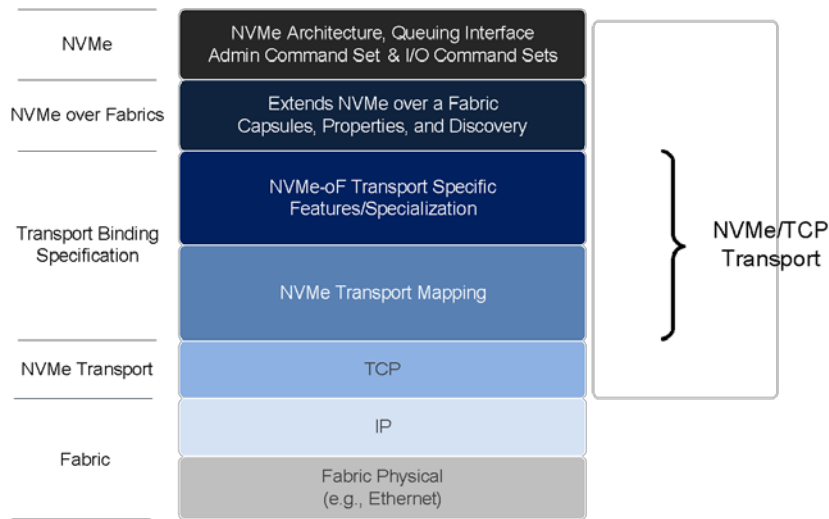 NVMe
NVMe Architecture, Queuing Interface
Admin Command Set & I/O Command Sets
NVMe over Fabrics
Extends NVMe over a Fabric
Capsules, Properties, and Discovery
Transport Binding
Specification
NVMe-oF Transport Specific
Features/Specialization
NVMe Transport Mapping
NVMe/TCP
Transport
NVMe Transport
TCP
Fabric
IP
Fabric Physical
(e.g., Ethernet)